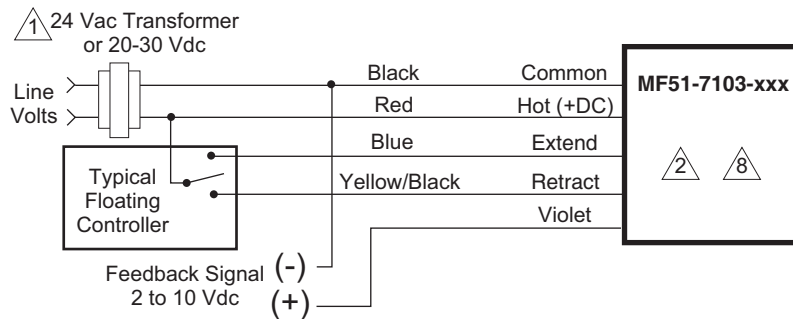 1 24 Vac Transformer
or 20-30 Vdc
Line
Volts
Black Common
Red Hot (+DC)
Blue Extend
Yellow/Black Retract
Violet
MF51-7103-xxx
2 8
Typical
Floating
Controller
Feedback Signal (-)
2 to 10 Vdc (+)